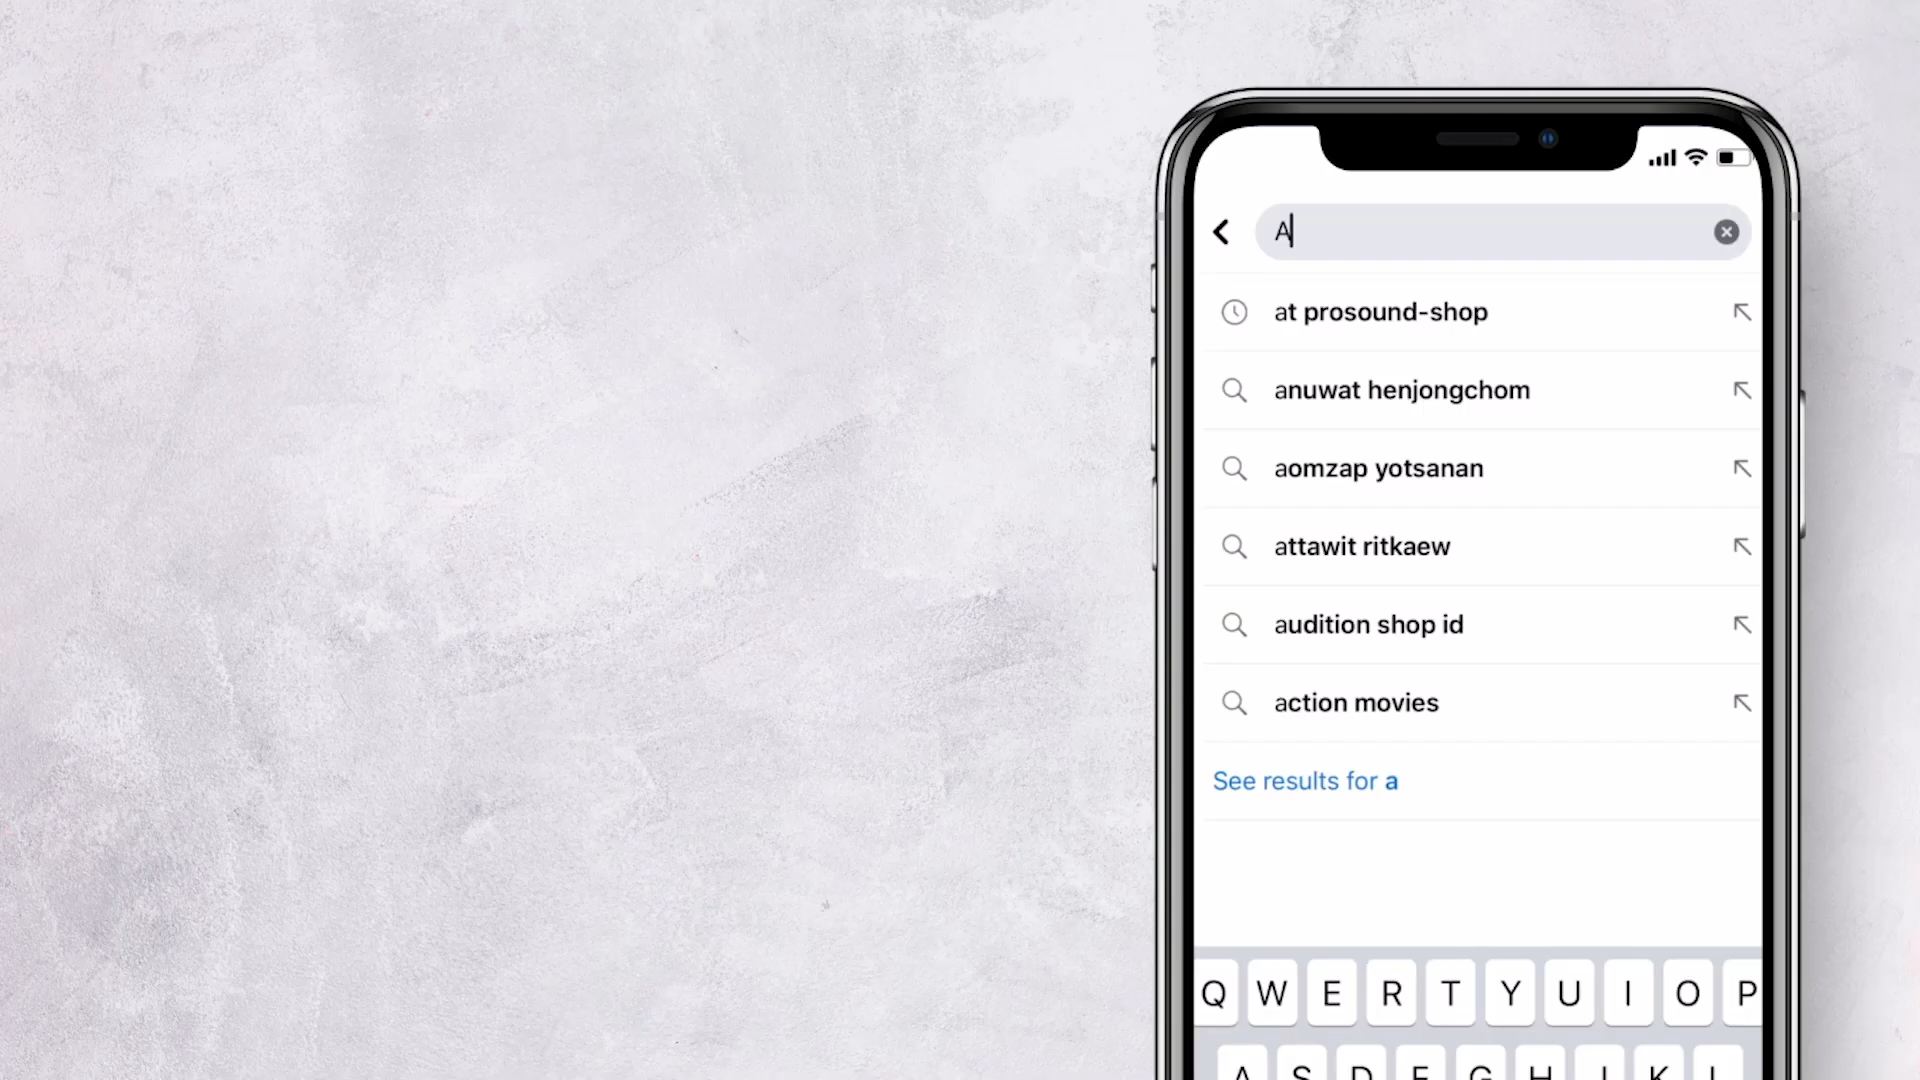 A
at prosound-shop
anuwat henjongchom
aomzap yotsanan
attawit ritkaew
audition shop id
action movies
See results for a
Q W E R T Y U I O P
A S D F G H J K L